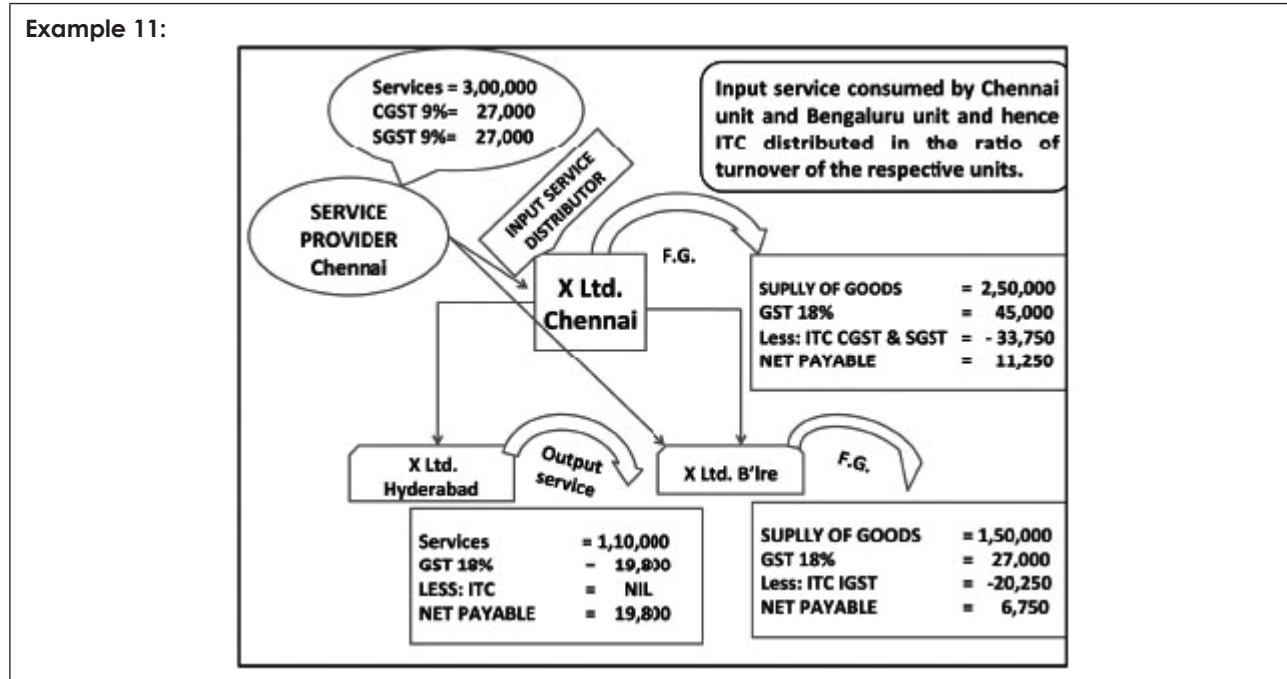 Example 11:
Services = 3,00,000
CGST 9%= 27,000
SGST 9%= 27,000
Input service consumed by Chennai
unit and Bengaluru unit and hence
ITC distributed in the ratio of
turnover of the respective units.
INPUT SERVICE
DISTRIBUTOR
SERVICE
PROVIDER
Chennai
F.G.
X Ltd.
Chennai
SUPLLY OF GOODS = 2,50,000
GST 18% = 45,000
Less: ITC CGST & SGST = - 33,750
NET PAYABLE = 11,250
X Ltd.
Hyderabad
Output
service
X Ltd. B'lre
F.G.
Services = 1,10,000
GST 18% – 19,800
LESS: ITC = NIL
NET PAYABLE = 19,800
SUPLLY OF GOODS = 1,50,000
GST 18% = 27,000
Less: ITC IGST = -20,250
NET PAYABLE = 6,750